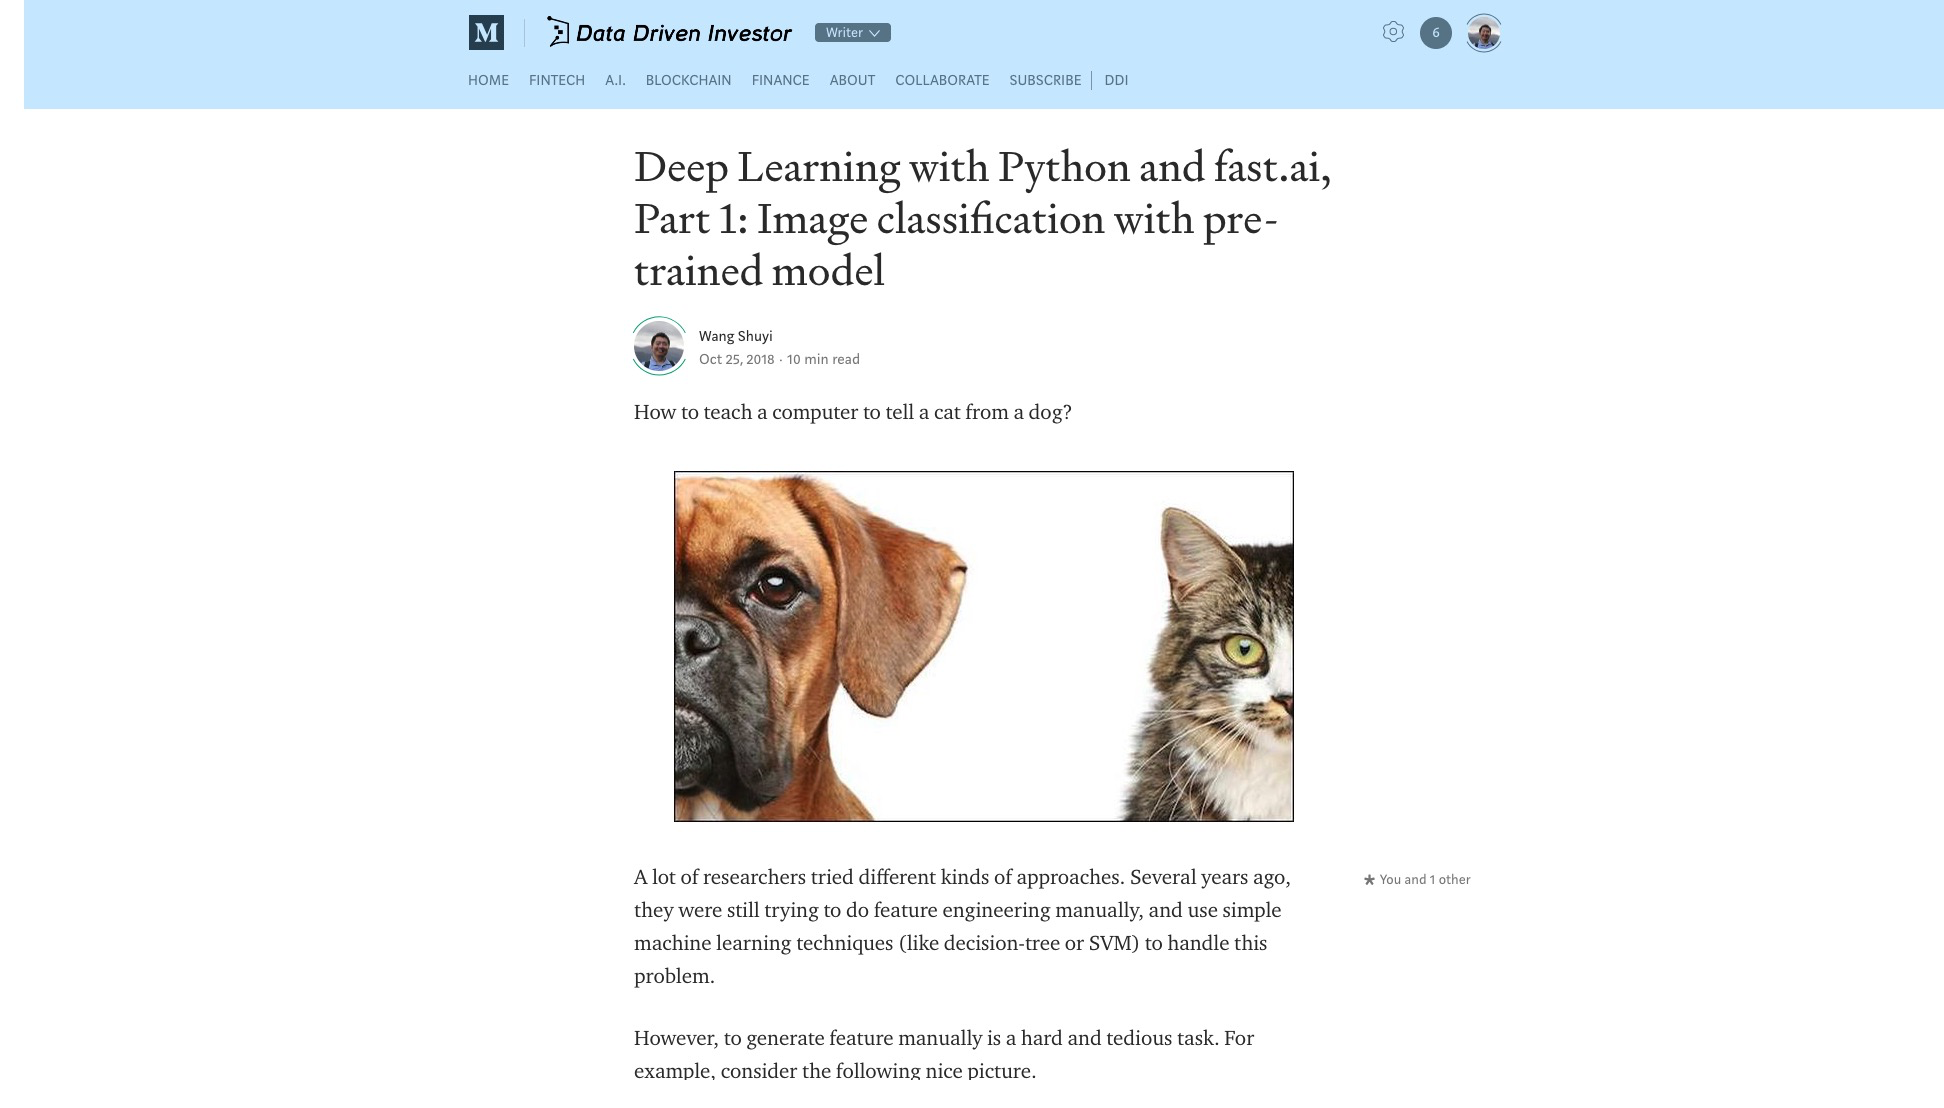 M
Data Driven Investor
Writer
6
HOME FINTECH A.I. BLOCKCHAIN FINANCE ABOUT COLLABORATE SUBSCRIBE DDI
Deep Learning with Python and fast.ai,
Part 1: Image classification with pre-
trained model
Wang Shuyi
Oct 25, 2018 · 10 min read
How to teach a computer to tell a cat from a dog?
A lot of researchers tried different kinds of approaches. Several years ago,
they were still trying to do feature engineering manually, and use simple
machine learning techniques (like decision-tree or SVM) to handle this
problem.
You and 1 other
However, to generate feature manually is a hard and tedious task. For
example, consider the following nice picture.